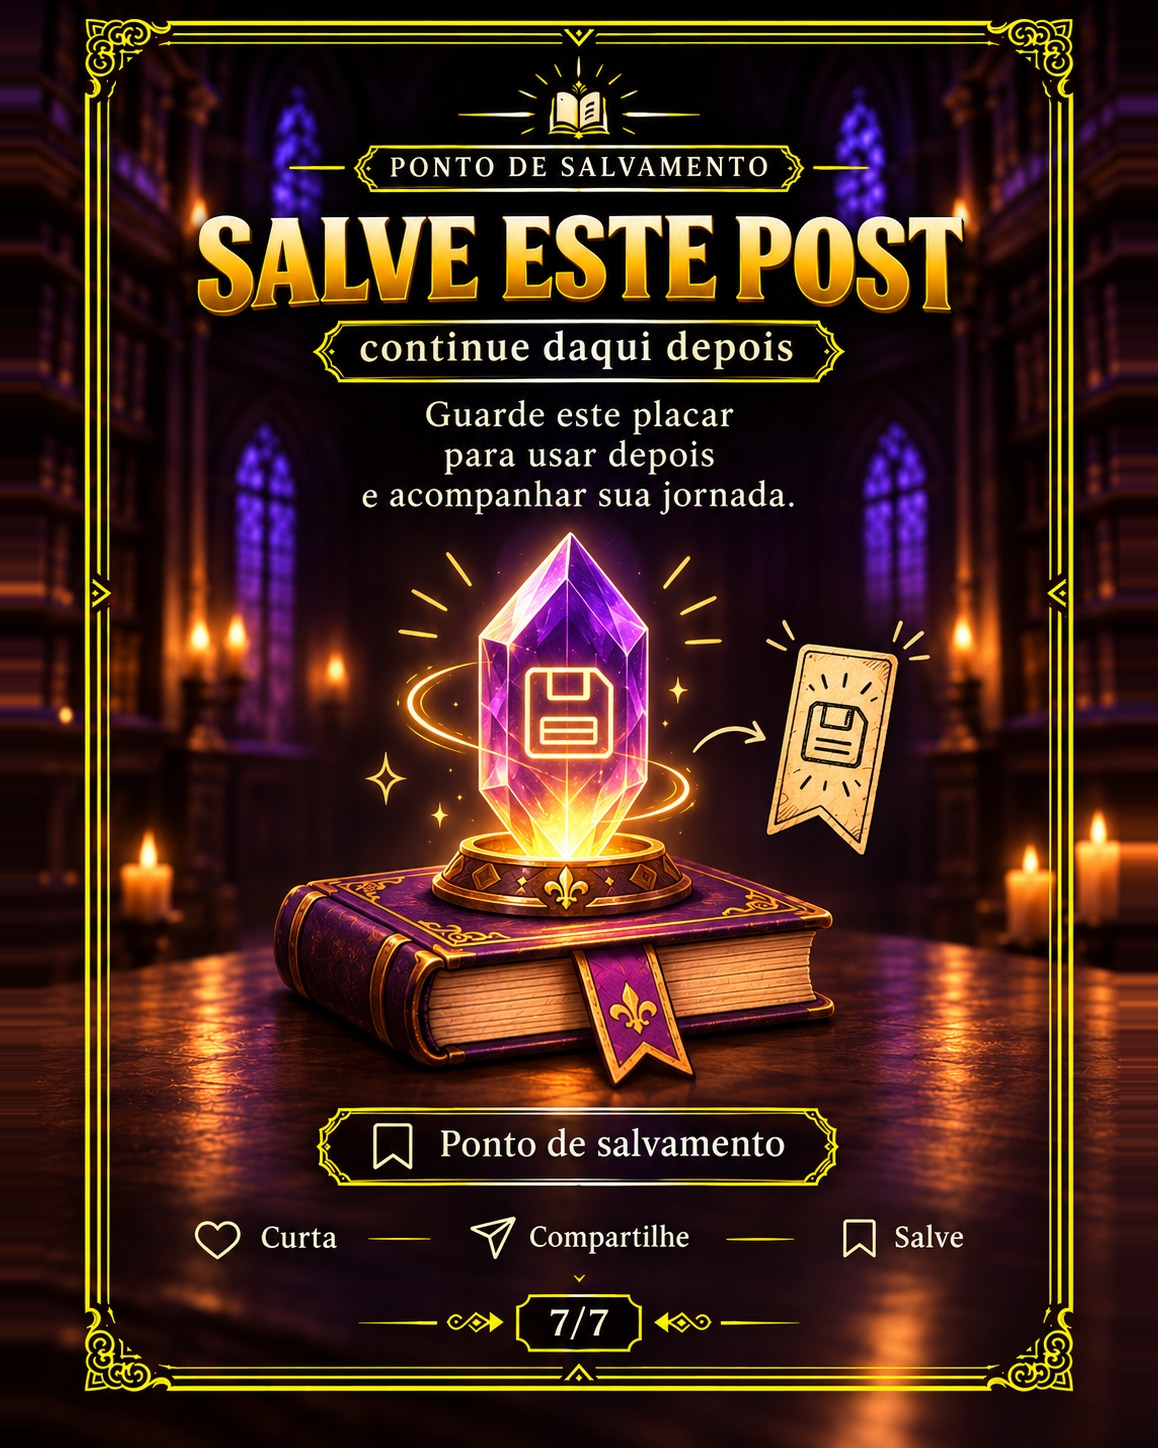 PONTO DE SALVAMENTO
SALVE ESTE POST
continue daqui depois
Guarde este placar
para usar depois
e acompanhar sua jornada.
Ponto de salvamento
Curta
Compartilhe
Salve
7/7